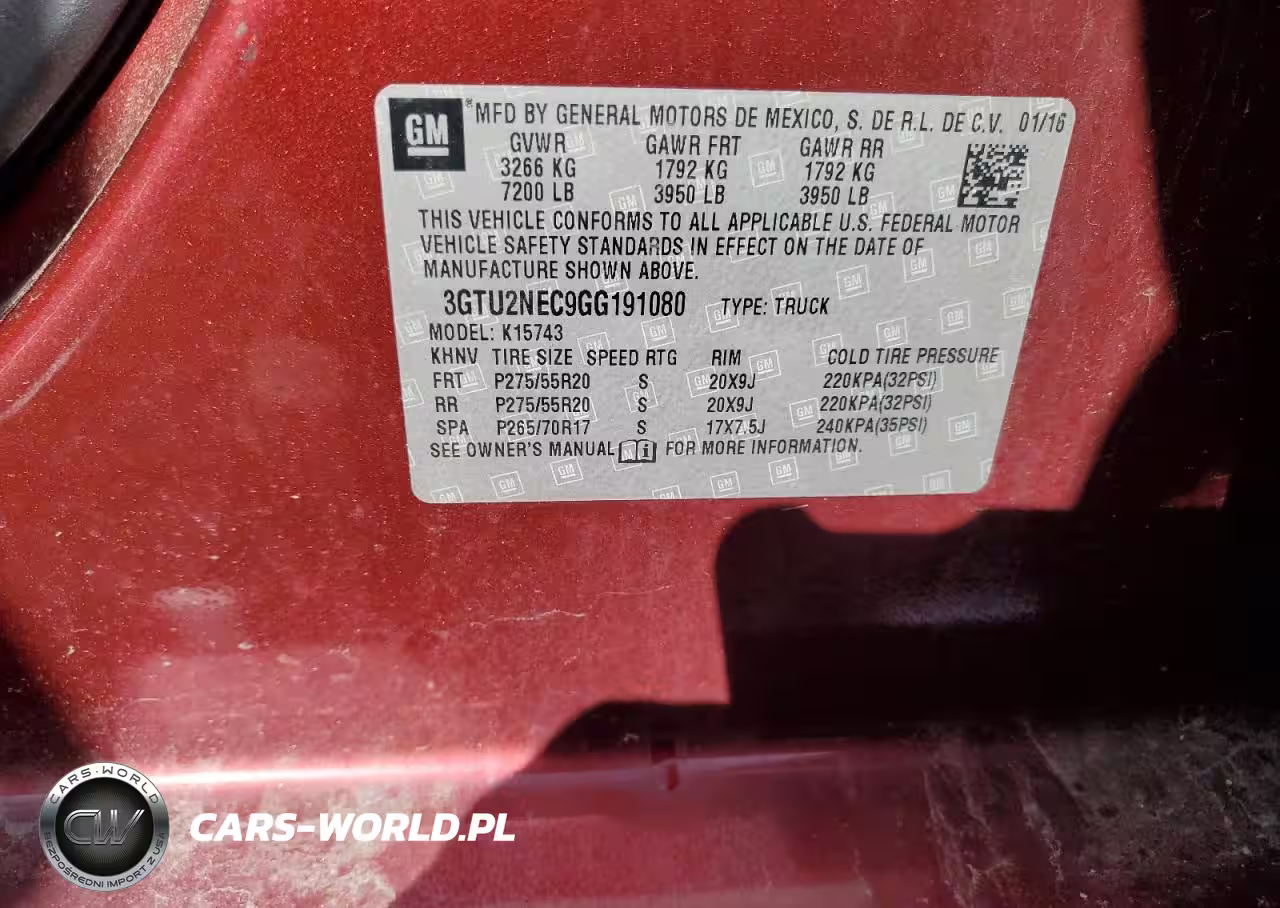 GM ® MFD BY GENERAL MOTORS DE MEXICO, S. DE R.L. DE C.V. 01/16
GVWR GAWR FRT GAWR RR
3266 KG 1792 KG 1792 KG
7200 LB 3950 LB 3950 LB
THIS VEHICLE CONFORMS TO ALL APPLICABLE U.S. FEDERAL MOTOR
VEHICLE SAFETY STANDARDS IN EFFECT ON THE DATE OF
MANUFACTURE SHOWN ABOVE.
3GTU2NEC9GG191080 TYPE: TRUCK
MODEL: K15743
KHNV TIRE SIZE SPEED RTG RIM COLD TIRE PRESSURE
FRT P275/55R20 S 20X9J 220KPA(32PSI)
RR P275/55R20 S 20X9J 220KPA(32PSI)
SPA P265/70R17 S 17X7.5J 240KPA(35PSI)
SEE OWNER'S MANUAL FOR MORE INFORMATION.
CARS-WORLD
CW
BEZPOŚREDNI IMPORT Z USA
CARS-WORLD.PL